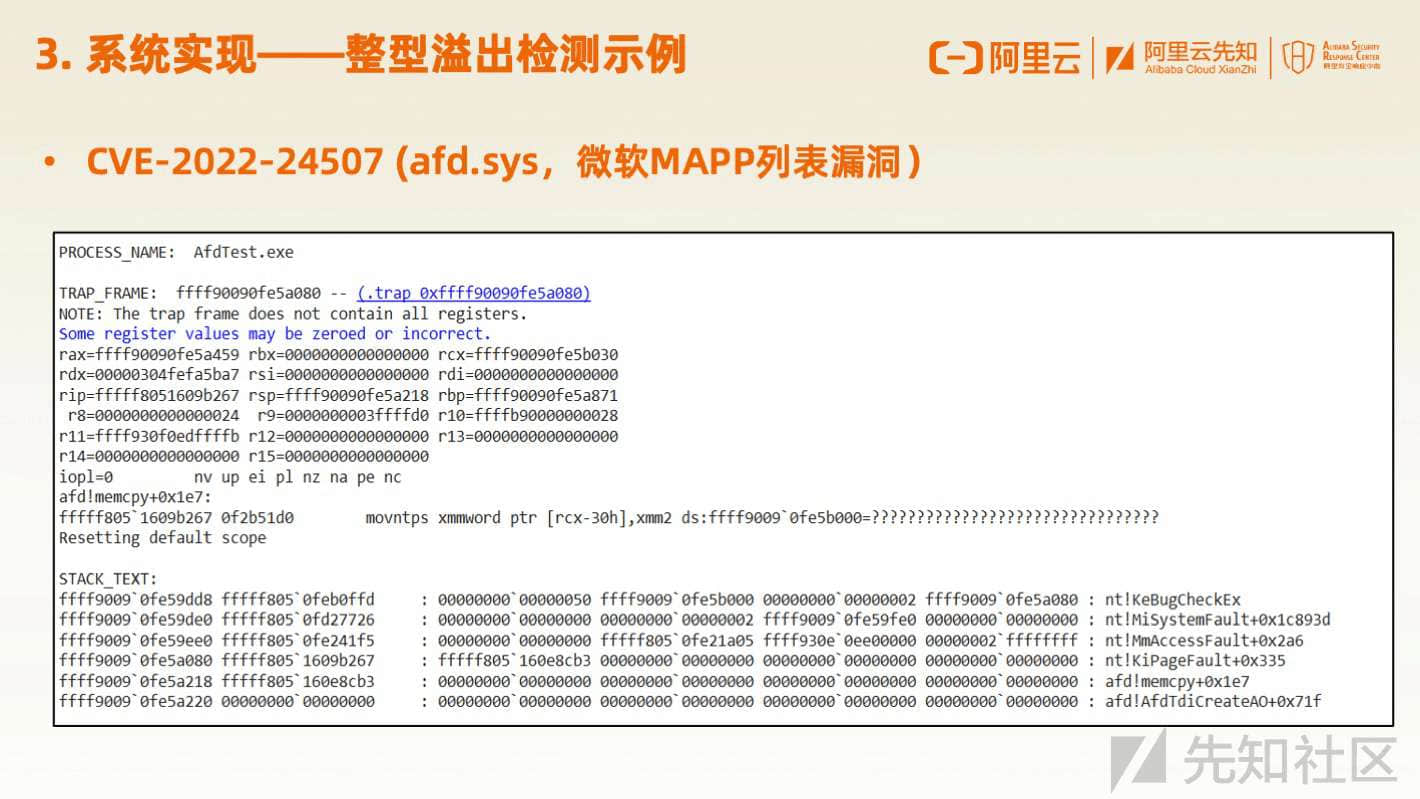 3. 系统实现——整型溢出检测示例
阿里云
阿里云先知
Alibaba Cloud XianZhi
ALIBABA SECURITY
RESPONSE CENTER
阿里安全响应中心
• CVE-2022-24507 (afd.sys，微软MAPP列表漏洞）
PROCESS_NAME:  AfdTest.exe
TRAP_FRAME:  ffff90090fe5a080 -- (.trap 0xffff90090fe5a080)
NOTE: The trap frame does not contain all registers.
Some register values may be zeroed or incorrect.
rax=ffff90090fe5a459 rbx=0000000000000000 rcx=ffff90090fe5b030
rdx=00000304fefa5ba7 rsi=0000000000000000 rdi=0000000000000000
rip=fffff8051609b267 rsp=ffff90090fe5a218 rbp=ffff90090fe5a871
r8=0000000000000024  r9=0000000003ffffd0 r10=ffffb90000000028
r11=ffff930f0edffffb r12=0000000000000000 r13=0000000000000000
r14=0000000000000000 r15=0000000000000000
iopl=0         nv up ei pl nz na pe nc
afd!memcpy+0x1e7:
fffff805`1609b267 0f2b51d0        movntps xmmword ptr [rcx-30h],xmm2 ds:ffff9009`0fe5b000=????????????????????????????????
Resetting default scope
STACK_TEXT:
ffff9009`0fe59dd8 fffff805`0feb0ffd     : 00000000`00000050 ffff9009`0fe5b000 00000000`00000002 ffff9009`0fe5a080 : nt!KeBugCheckEx
ffff9009`0fe59de0 fffff805`0fd27726     : 00000000`00000000 00000000`00000002 ffff9009`0fe59fe0 00000000`00000000 : nt!MiSystemFault+0x1c893d
ffff9009`0fe59ee0 fffff805`0fe241f5     : 00000000`00000000 fffff805`0fe21a05 ffff930e`0ee00000 00000002`ffffffff : nt!MmAccessFault+0x2a6
ffff9009`0fe5a080 fffff805`1609b267     : fffff805`160e8cb3 00000000`00000000 00000000`00000000 00000000`00000000 : nt!KiPageFault+0x335
ffff9009`0fe5a218 fffff805`160e8cb3     : 00000000`00000000 00000000`00000000 00000000`00000000 00000000`00000000 : afd!memcpy+0x1e7
ffff9009`0fe5a220 00000000`00000000     : 00000000`00000000 00000000`00000000 00000000`00000000 00000000`00000000 : afd!AfdTdiCreateAO+0x71f
先知社区